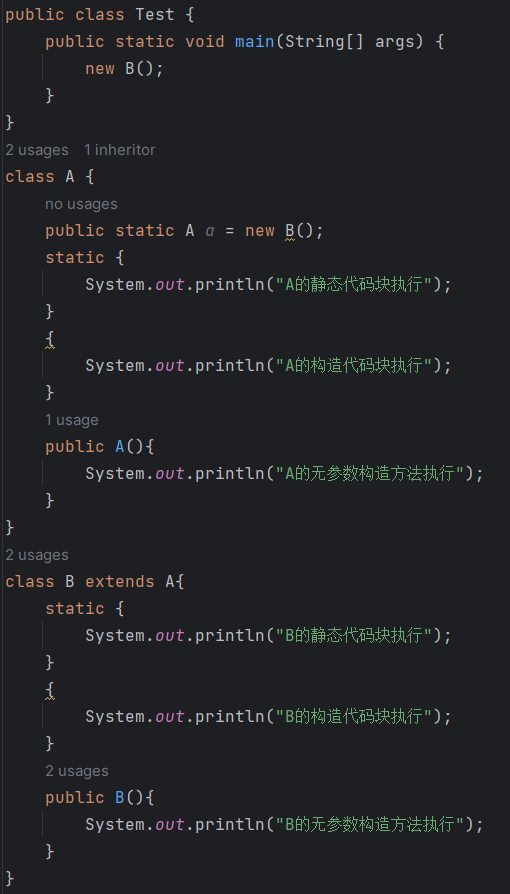 public class Test {
    public static void main(String[] args) {
        new B();
    }
}
2 usages   1 inheritor
class A {
    no usages
    public static A a = new B();
    static {
        System.out.println("A的静态代码块执行");
    }
    {
        System.out.println("A的构造代码块执行");
    }
    1 usage
    public A(){
        System.out.println("A的无参数构造方法执行");
    }
}
2 usages
class B extends A{
    static {
        System.out.println("B的静态代码块执行");
    }
    {
        System.out.println("B的构造代码块执行");
    }
    2 usages
    public B(){
        System.out.println("B的无参数构造方法执行");
    }
}